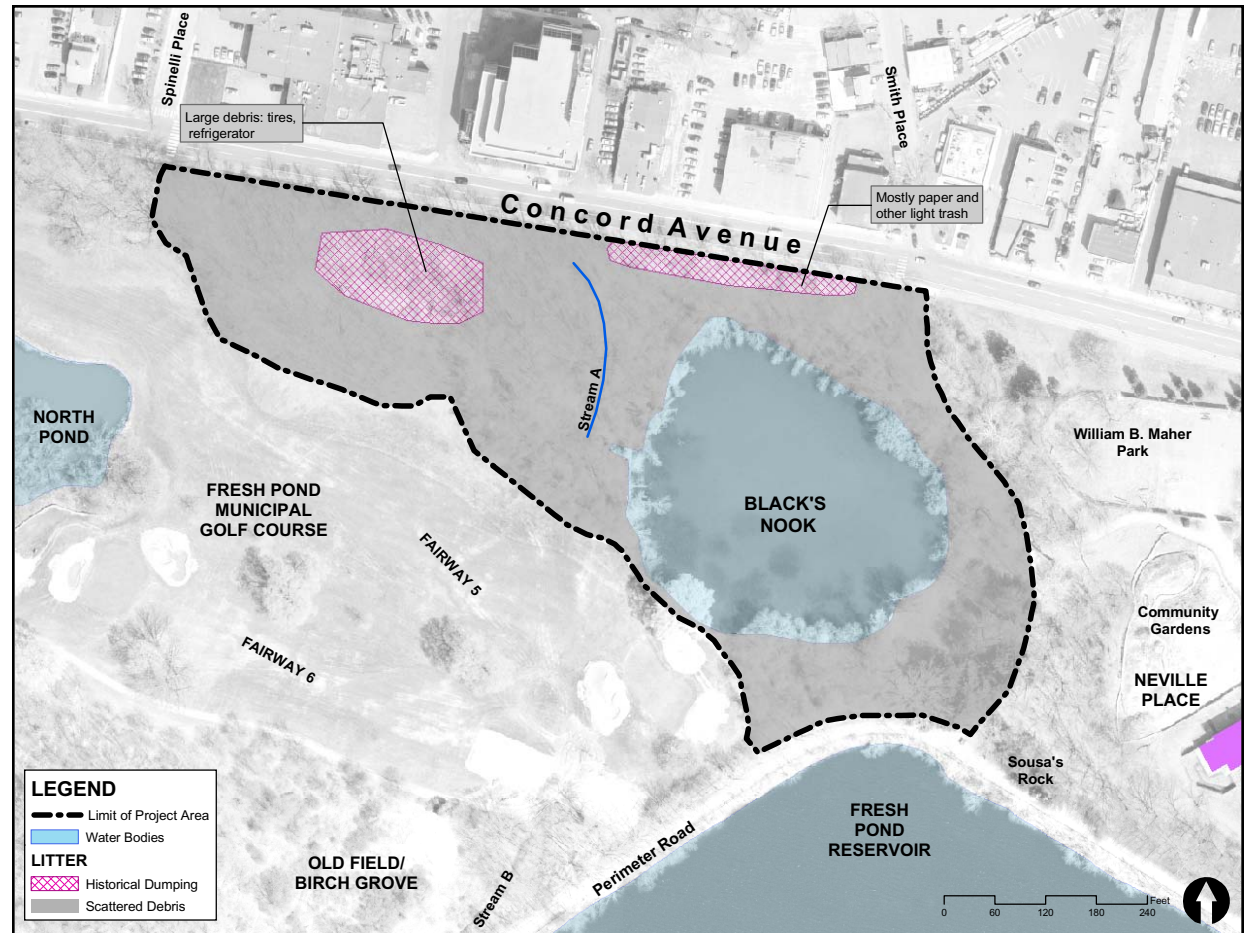 Spinelli Place
Smith Place
Large debris: tires,
refrigerator
Mostly paper and
other light trash
Concord Avenue
Stream A
NORTH
POND
William B. Maher
Park
FRESH POND
MUNICIPAL
GOLF COURSE
BLACK'S
NOOK
FAIRWAY 5
FAIRWAY 6
Community
Gardens
NEVILLE
PLACE
Sousa's
Rock
FRESH
POND
RESERVOIR
Perimeter Road
OLD FIELD/
BIRCH GROVE
Stream B
LEGEND
Limit of Project Area
Water Bodies
LITTER
Historical Dumping
Scattered Debris
Feet
0 60 120 180 240